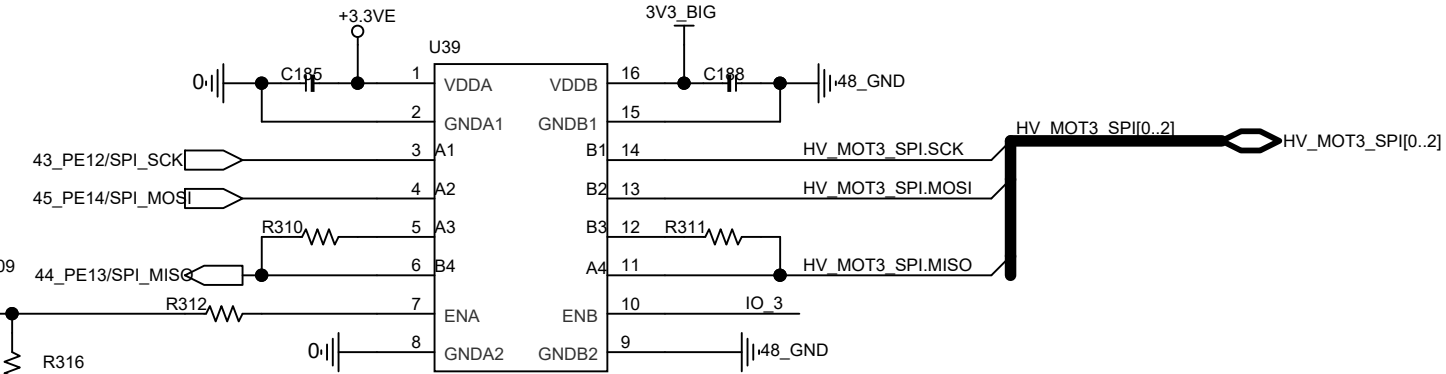 +3.3VE
3V3_BIG
U39
0
C185
1
VDDA
VDDB
16
C188
48_GND
2
GNDA1
GNDB1
15
HV_MOT3_SPI[0..2]
HV_MOT3_SPI[0..2]
43_PE12/SPI_SCK
3
A1
B1
14
HV_MOT3_SPI.SCK
45_PE14/SPI_MOSI
4
A2
B2
13
HV_MOT3_SPI.MOSI
R310
5
A3
B3
12
R311
09
44_PE13/SPI_MISO
6
B4
A4
11
HV_MOT3_SPI.MISO
R312
7
ENA
ENB
10
IO_3
0
8
GNDA2
GNDB2
9
48_GND
R316